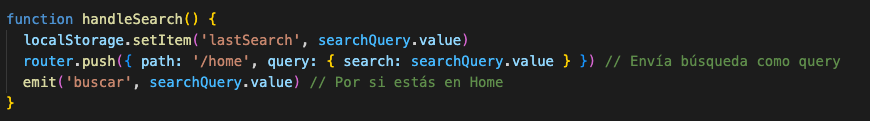 function handleSearch() {
  localStorage.setItem('lastSearch', searchQuery.value)
  router.push({ path: '/home', query: { search: searchQuery.value } }) // Envía búsqueda como query
  emit('buscar', searchQuery.value) // Por si estás en Home
}